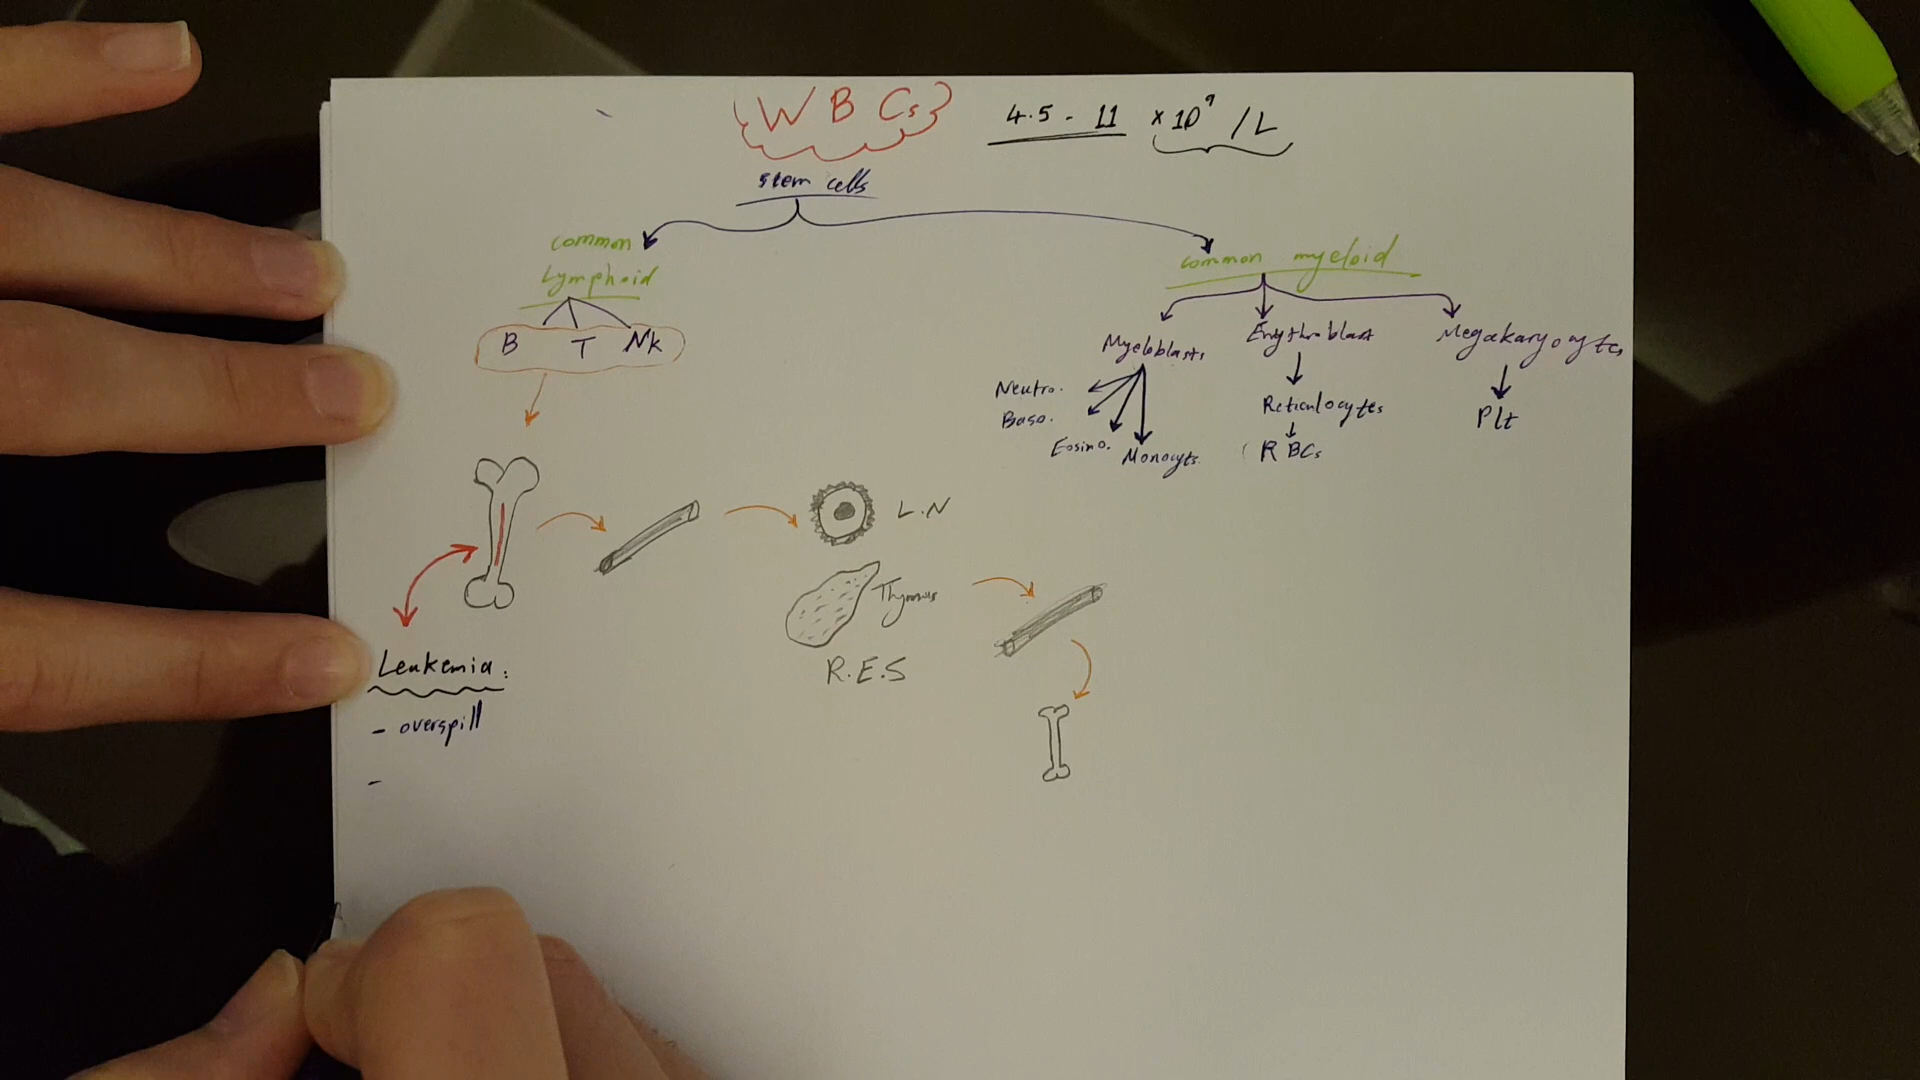 WBCs 4.5 - 11 x10⁹ /L
stem cells
common
Lymphoid
common myeloid
B T NK
Myeloblasts
Erythroblast
Megakaryocytes
Neutro.
Baso.
Eosino.
Monocyts.
Reticulocytes
RBCs
Plt
L.N
Thymus
R.E.S
Leukemia:
- overspill
-